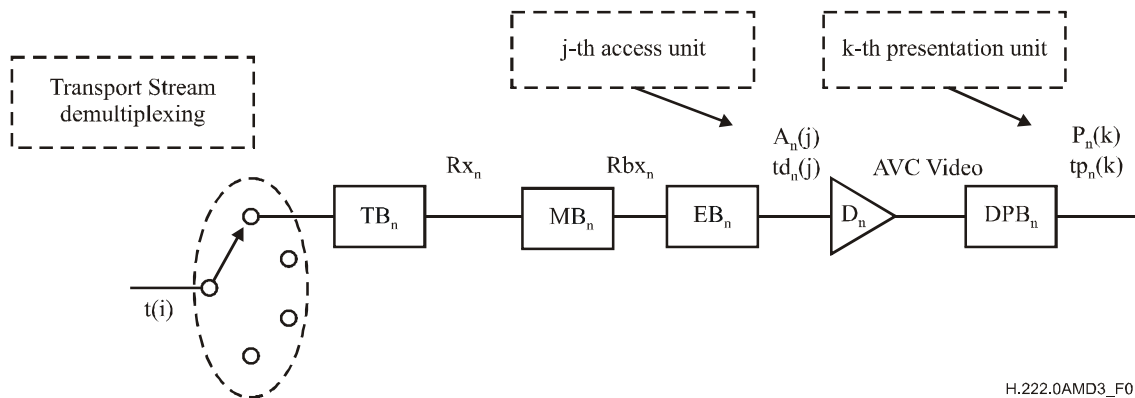 j-th access unit
k-th presentation unit
Transport Stream
demultiplexing
Aₙ(j)
tdₙ(j)
AVC Video
Pₙ(k)
tpₙ(k)
Rxₙ
Rbxₙ
TBₙ
MBₙ
EBₙ
Dₙ
DPBₙ
t(i)
H.222.0AMD3_F0